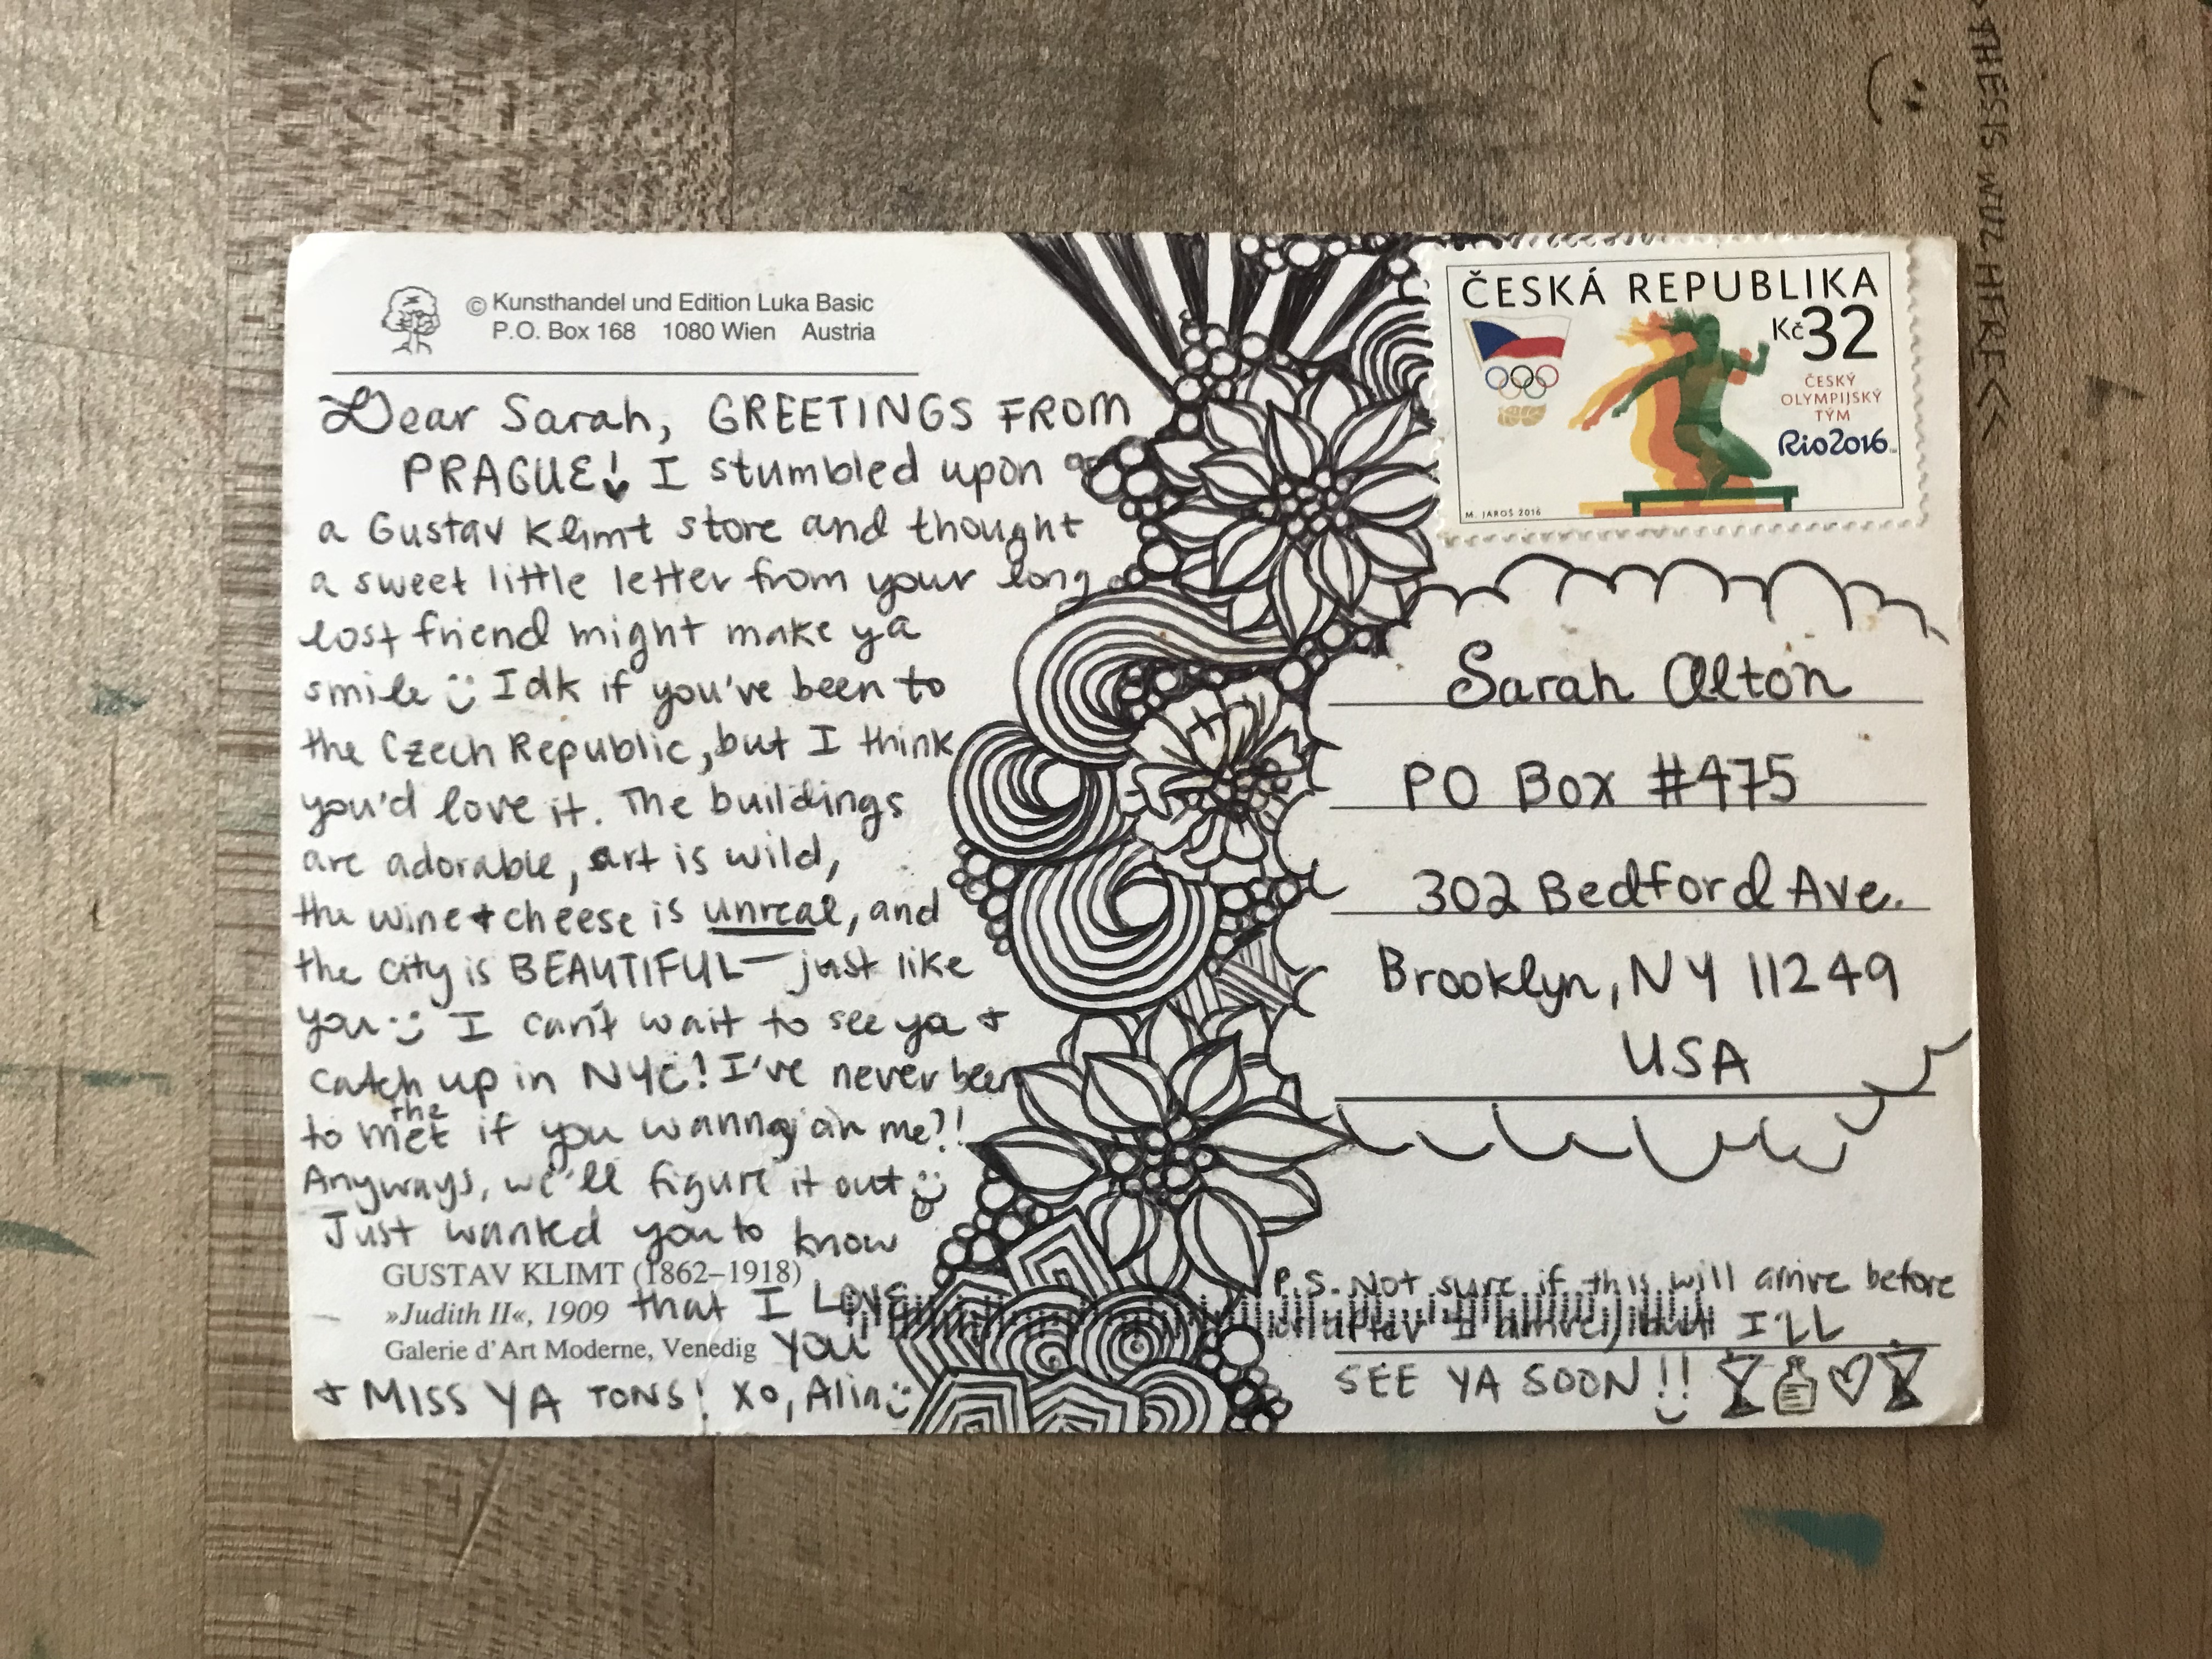 © Kunsthandel und Edition Luka Basic
P.O. Box 168 1080 Wien Austria
Dear Sarah, GREETINGS FROM
PRAGUE! I stumbled upon
a Gustav Klimt store and thought
a sweet little letter from your long
lost friend might make ya
smile Idk if you've been to
the Czech Republic, but I think
you'd love it. The buildings
are adorable, art is wild,
the wine + cheese is unreal, and
the city is BEAUTIFUL — just like
you I can't wait to see ya +
catch up in NYC! I've never been
to the met if you wanna join me?!
Anyways, we'll figure it out
Just wanted you to know
GUSTAV KLIMT (1862–1918)
»Judith II«, 1909 that I LOVE
Galerie d'Art Moderne, Venedig you
+ MISS YA TONS! xo, Alin
ČESKÁ REPUBLIKA
Kč32
ČESKÝ
OLYMPIJSKÝ
TÝM
Rio2016
M. JAROŠ 2016
Sarah Alton
PO Box #475
302 Bedford Ave.
Brooklyn, NY 11249
USA
P.S. Not sure if this will arrive before
or after I arrive, but I'LL
SEE YA SOON!!
THESIS WUZ HERE <<